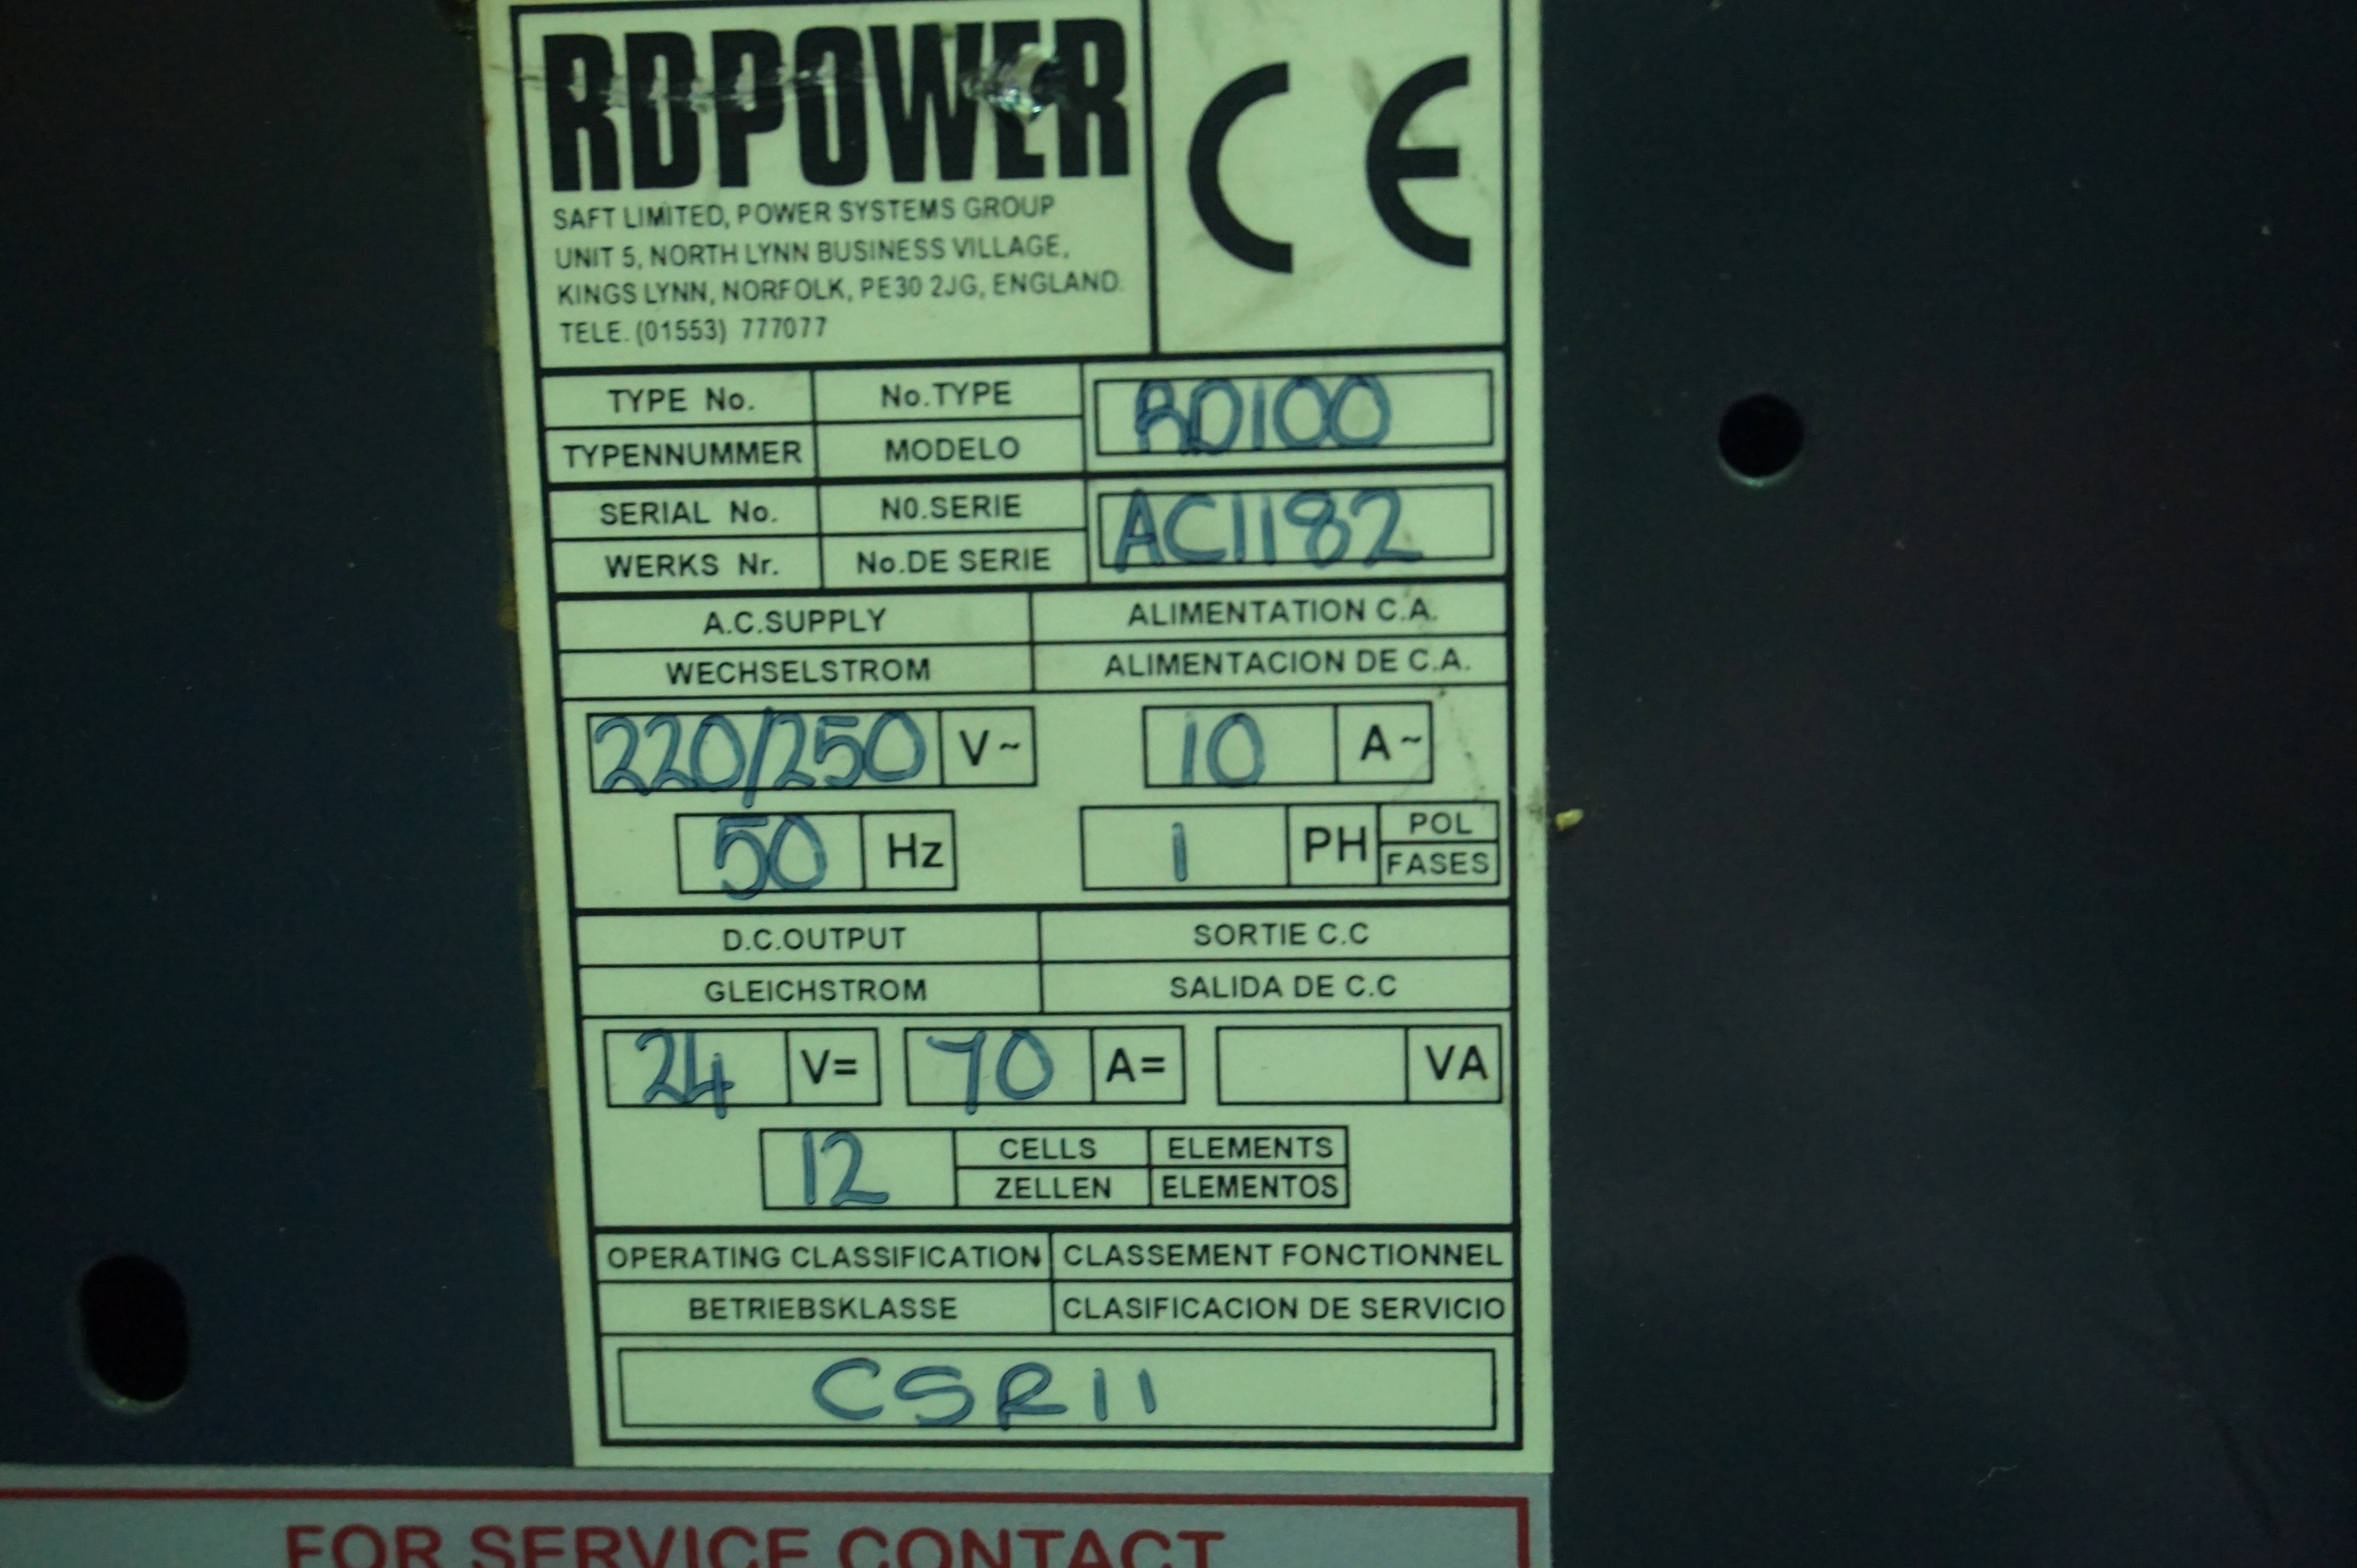 RDPOWER
CE
SAFT LIMITED, POWER SYSTEMS GROUP
UNIT 5, NORTH LYNN BUSINESS VILLAGE,
KINGS LYNN, NORFOLK, PE30 2JG, ENGLAND.
TELE. (01553) 777077
TYPE No. No.TYPE RD100
TYPENNUMMER MODELO
SERIAL No. N0.SERIE AC1182
WERKS Nr. No.DE SERIE
A.C.SUPPLY ALIMENTATION C.A.
WECHSELSTROM ALIMENTACION DE C.A.
220/250 V~ 10 A~
50 Hz 1 PH POL
FASES
D.C.OUTPUT SORTIE C.C
GLEICHSTROM SALIDA DE C.C
24 V= 70 A= VA
12 CELLS ELEMENTS
ZELLEN ELEMENTOS
OPERATING CLASSIFICATION CLASSEMENT FONCTIONNEL
BETRIEBSKLASSE CLASIFICACION DE SERVICIO
CSR11
FOR SERVICE CONTACT